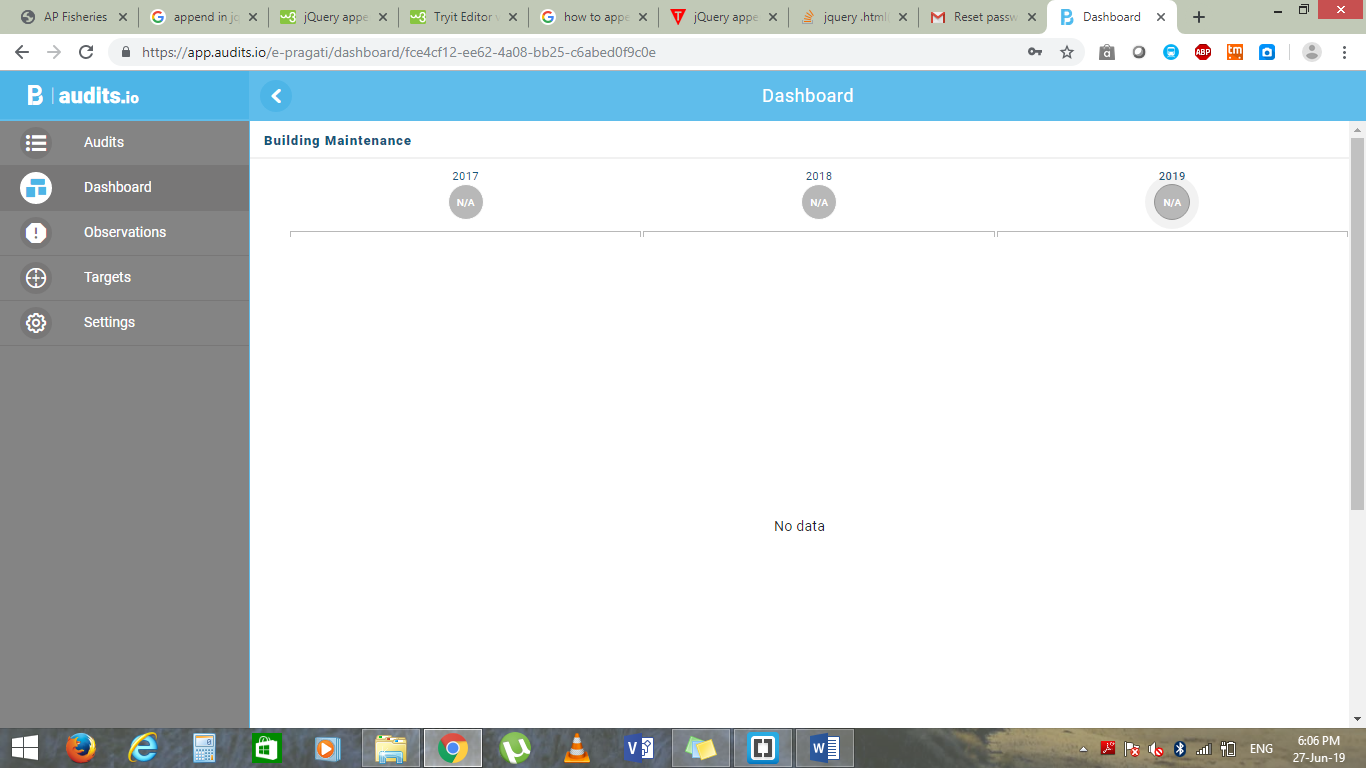 AP Fisheries
append in jq
jQuery appe
Tryit Editor v
how to appe
jQuery appe
jquery .html(
Reset passw
Dashboard
https://app.audits.io/e-pragati/dashboard/fce4cf12-ee62-4a08-bb25-c6abed0f9c0e
B | audits.io
Dashboard
Audits
Dashboard
Observations
Targets
Settings
Building Maintenance
2017 2018 2019
N/A N/A N/A
No data
ENG
6:06 PM
27-Jun-19